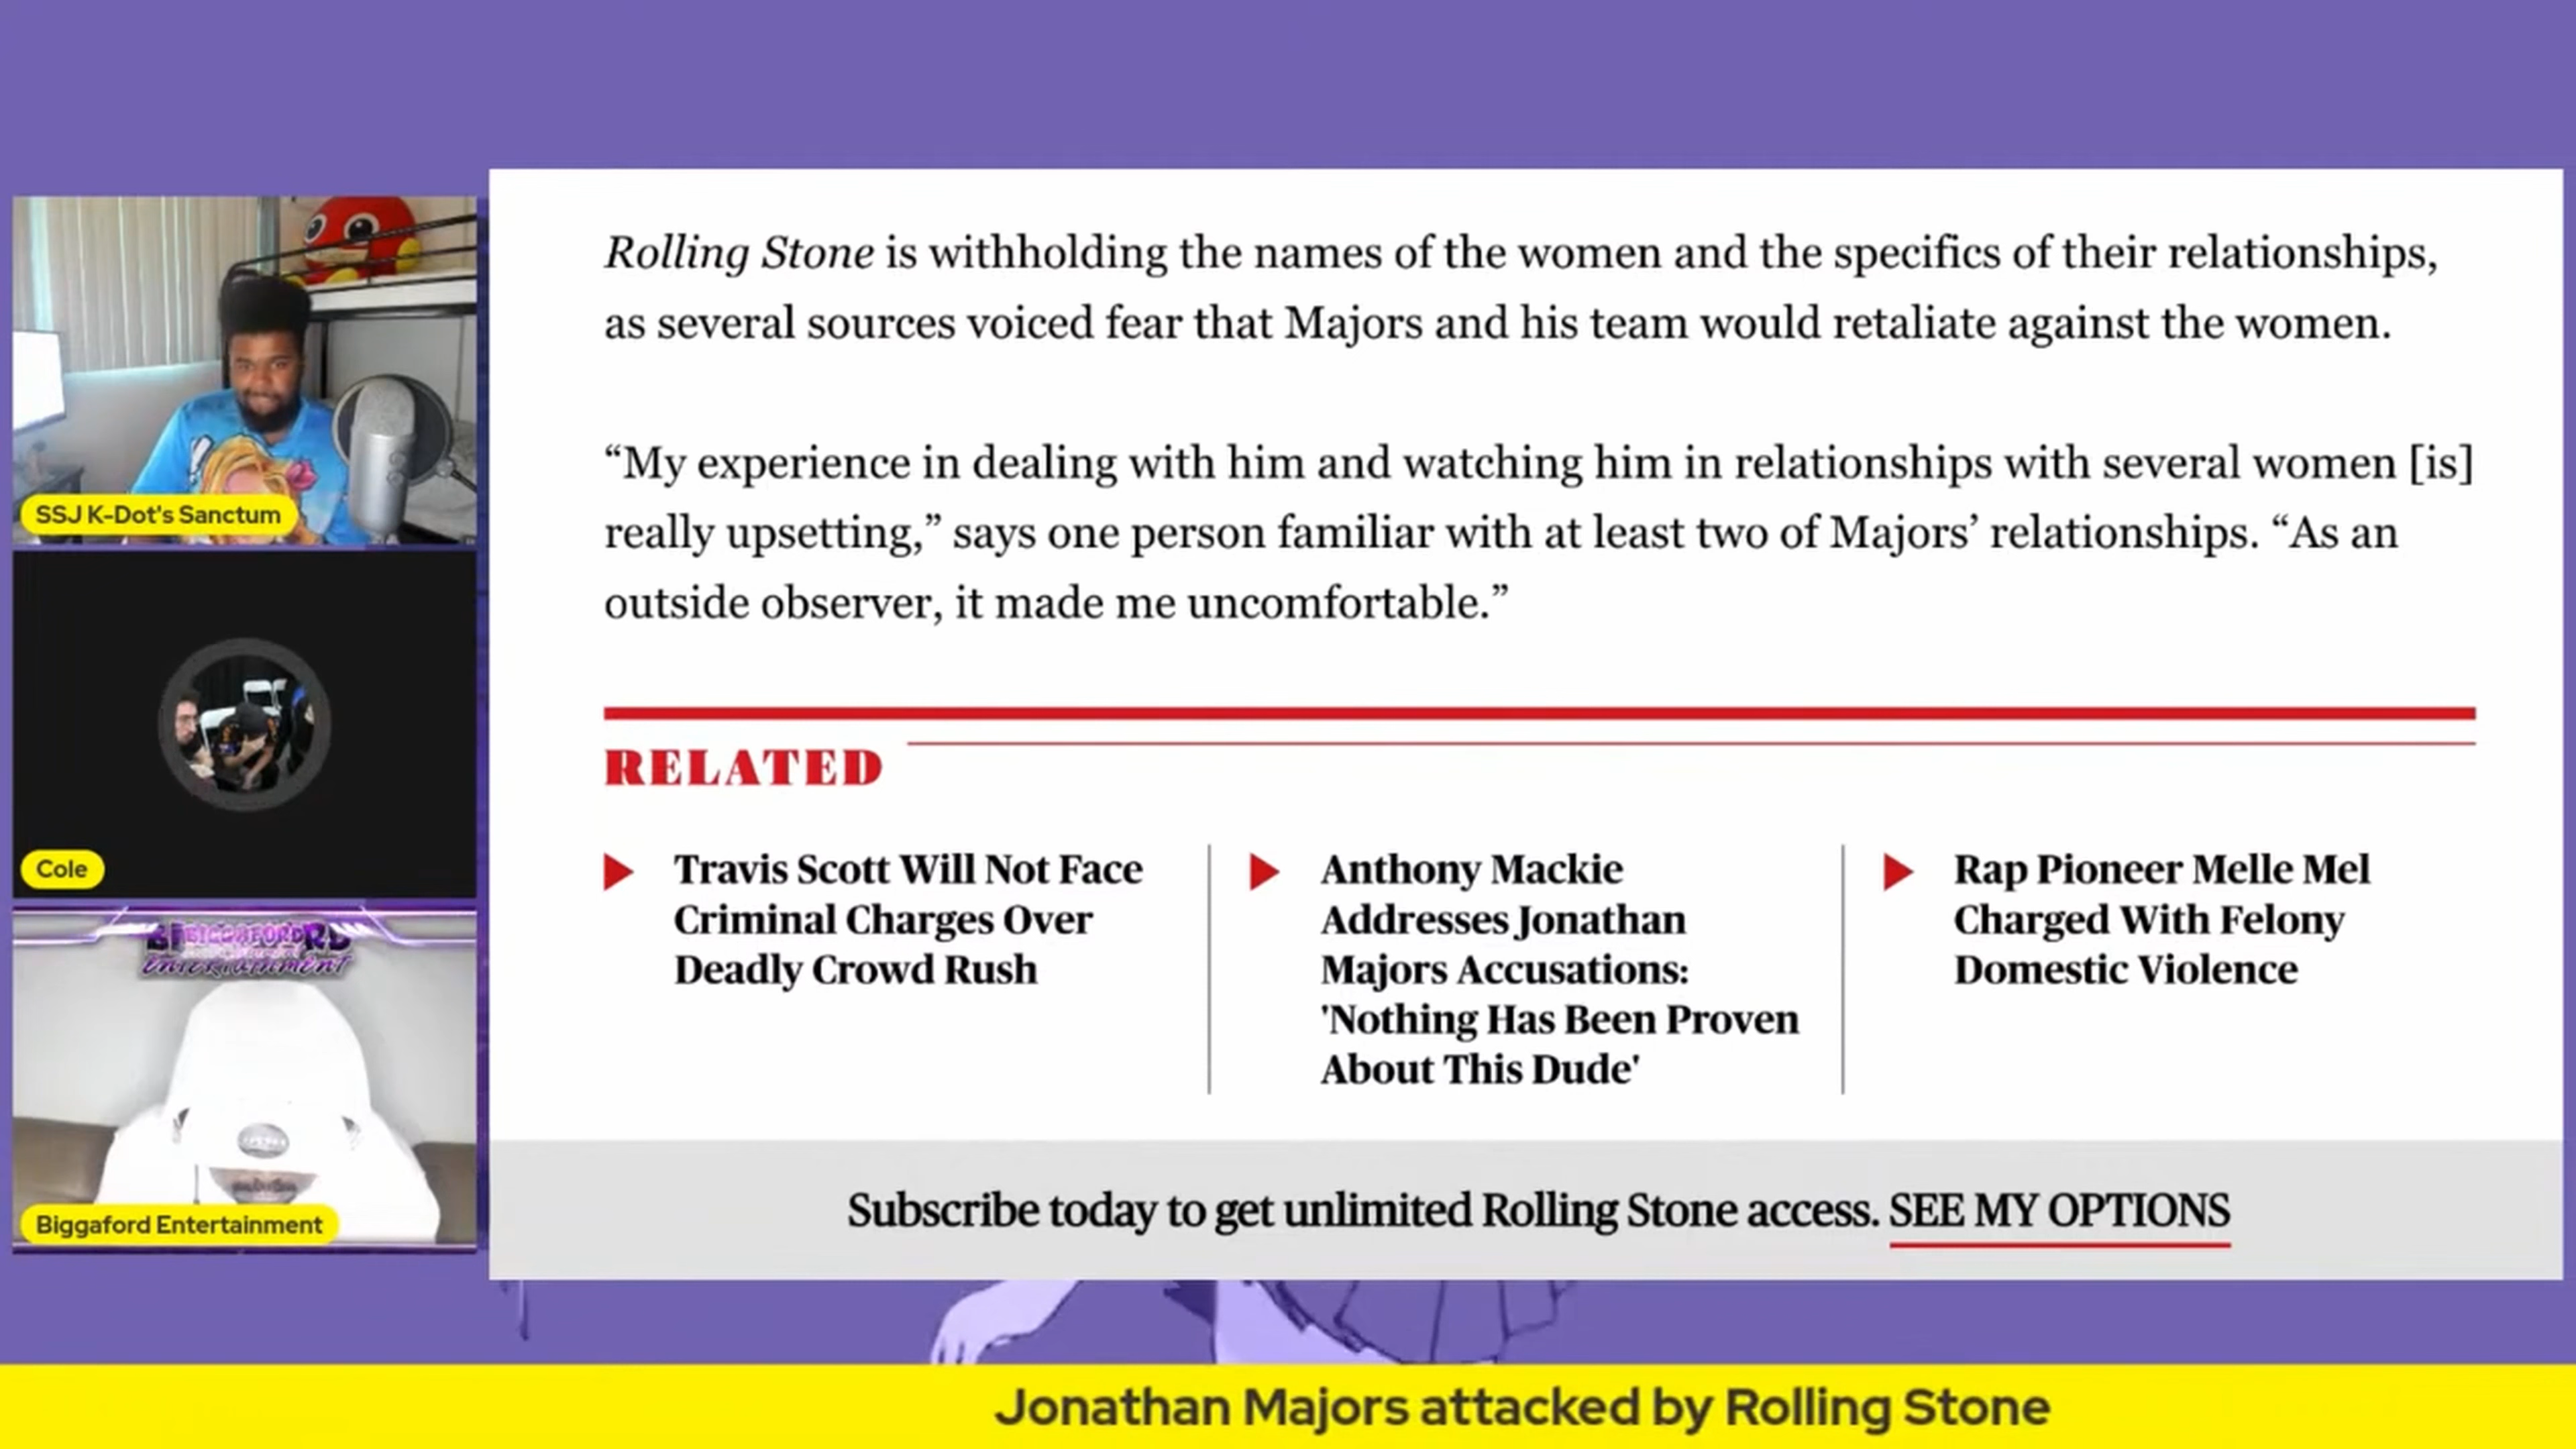 Rolling Stone is withholding the names of the women and the specifics of their relationships,
as several sources voiced fear that Majors and his team would retaliate against the women.
“My experience in dealing with him and watching him in relationships with several women [is]
really upsetting,” says one person familiar with at least two of Majors’ relationships. “As an
outside observer, it made me uncomfortable.”
RELATED
Travis Scott Will Not Face
Criminal Charges Over
Deadly Crowd Rush
Anthony Mackie
Addresses Jonathan
Majors Accusations:
'Nothing Has Been Proven
About This Dude'
Rap Pioneer Melle Mel
Charged With Felony
Domestic Violence
Subscribe today to get unlimited Rolling Stone access. SEE MY OPTIONS
SSJ K-Dot's Sanctum
Cole
BIGGAFORD
Entertainment
Biggaford Entertainment
Jonathan Majors attacked by Rolling Stone